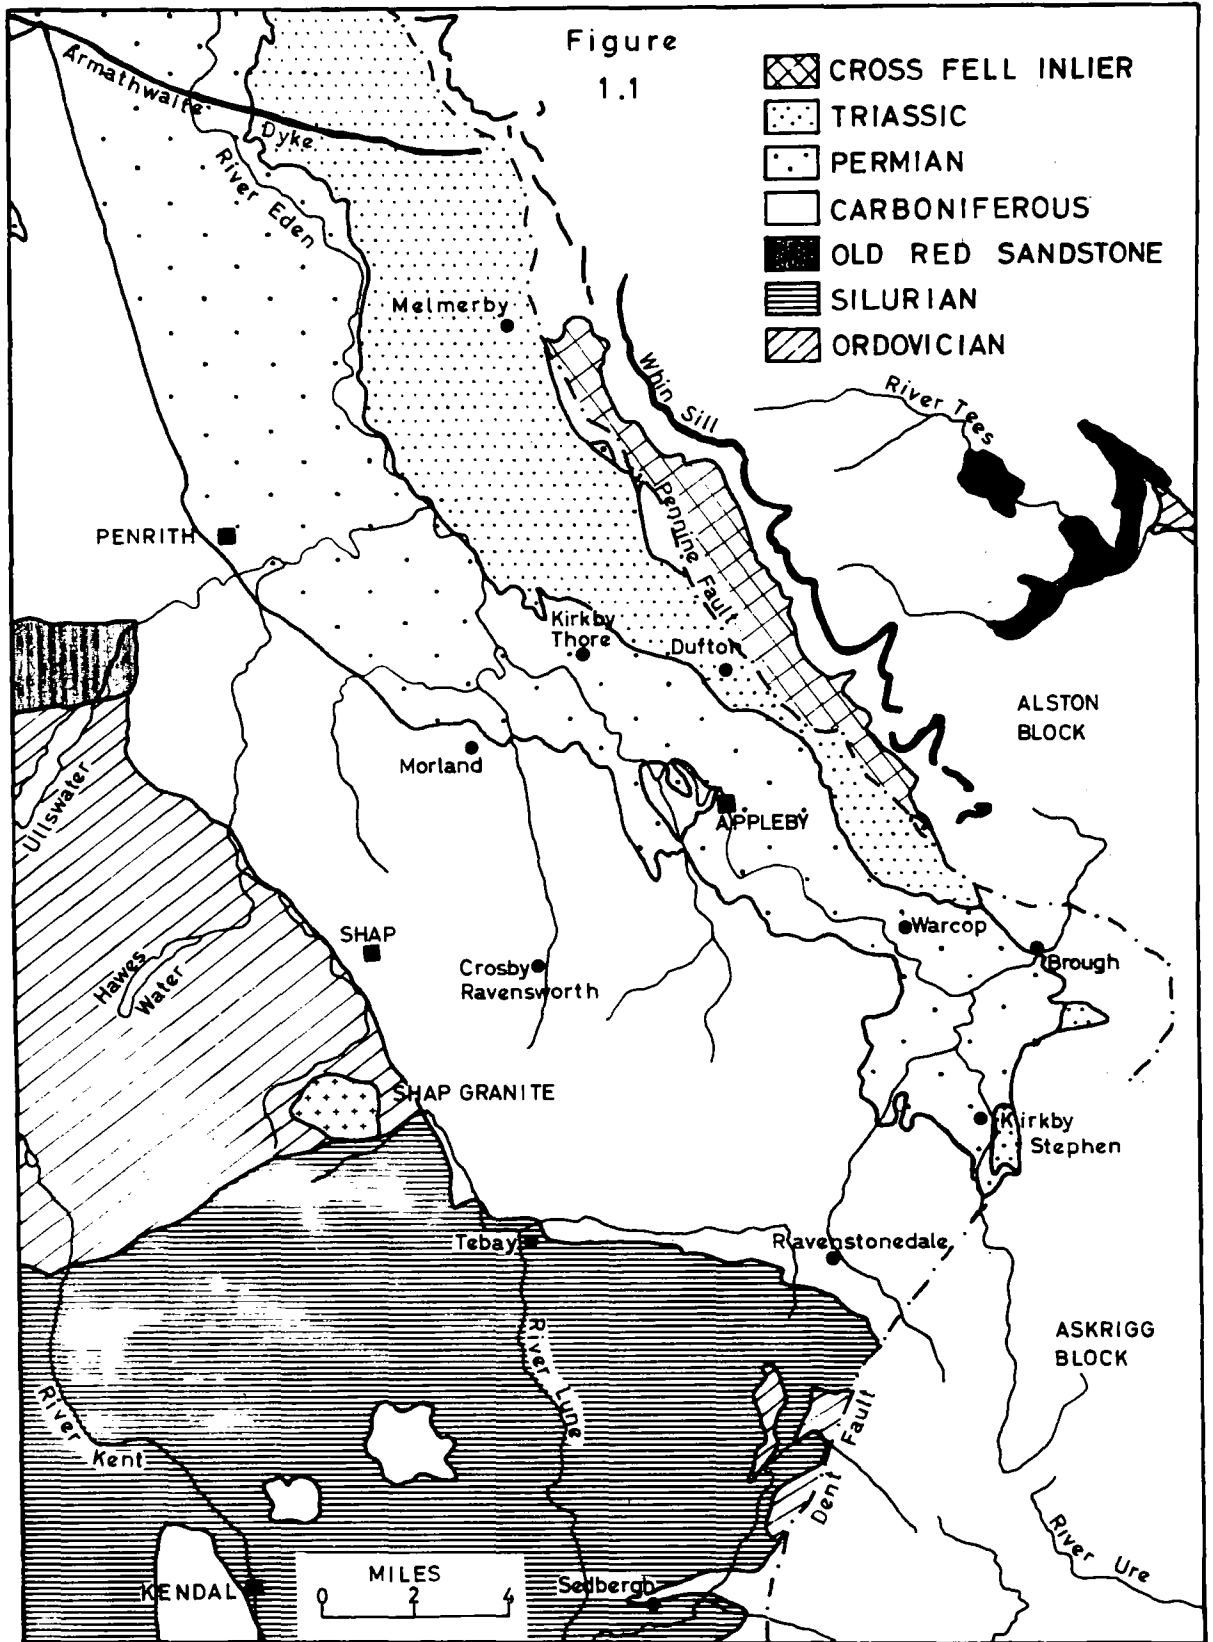 Figure
1.1
CROSS FELL INLIER
TRIASSIC
PERMIAN
CARBONIFEROUS
OLD RED SANDSTONE
SILURIAN
ORDOVICIAN
Armathwaite
Dyke
River Eden
Melmerby
Whin Sill
River Tees
Pennine Fault
PENRITH
Kirkby
Thore
Dufton
ALSTON
BLOCK
Ullswater
Morland
APPLEBY
SHAP
Warcop
Brough
Hawes
Water
Crosby
Ravensworth
SHAP GRANITE
Kirkby
Stephen
Tebay
Ravenstonedale
ASKRIGG
BLOCK
River Lune
River
Kent
Dent Fault
River Ure
MILES
0 2 4
KENDAL
Sedbergh